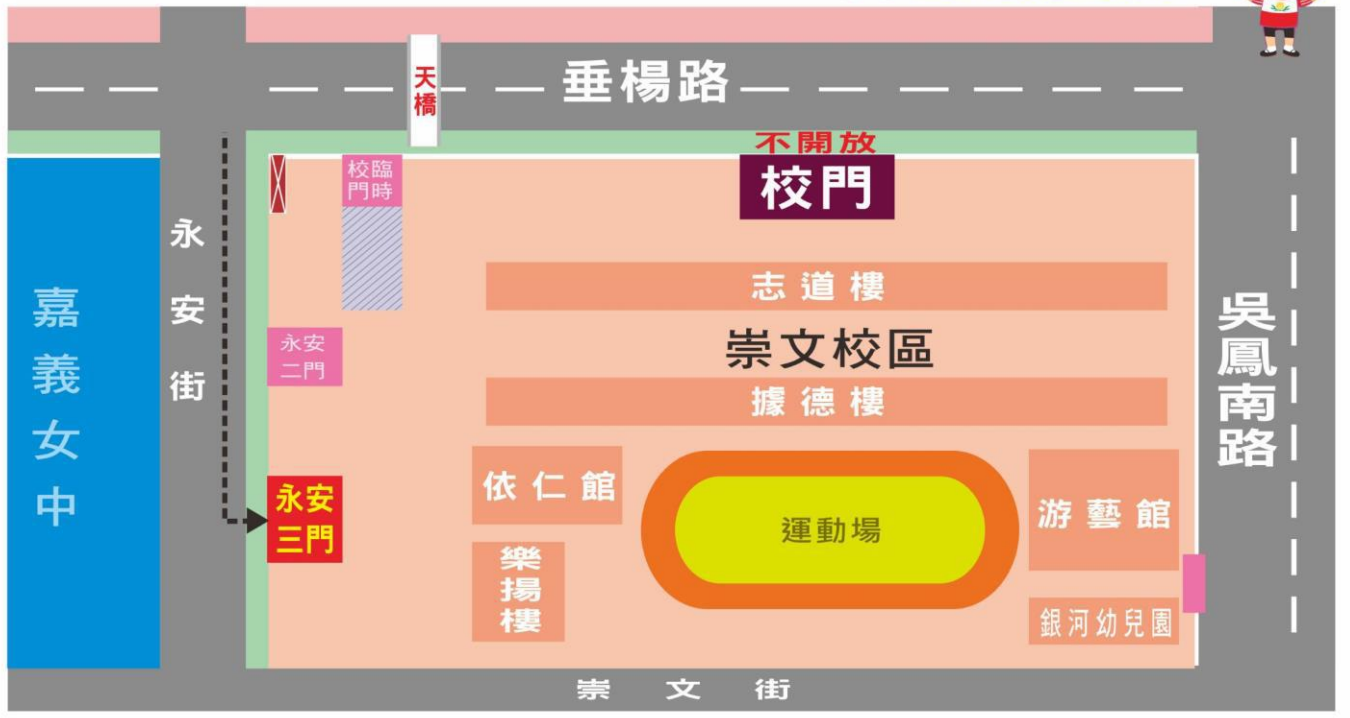 垂楊路
天橋
不開放
校門
臨時
校門
永安街
嘉義女中
志道樓
崇文校區
吳鳳南路
永安
二門
據德樓
依仁館
永安
三門
運動場
游藝館
樂揚樓
銀河幼兒園
崇文街